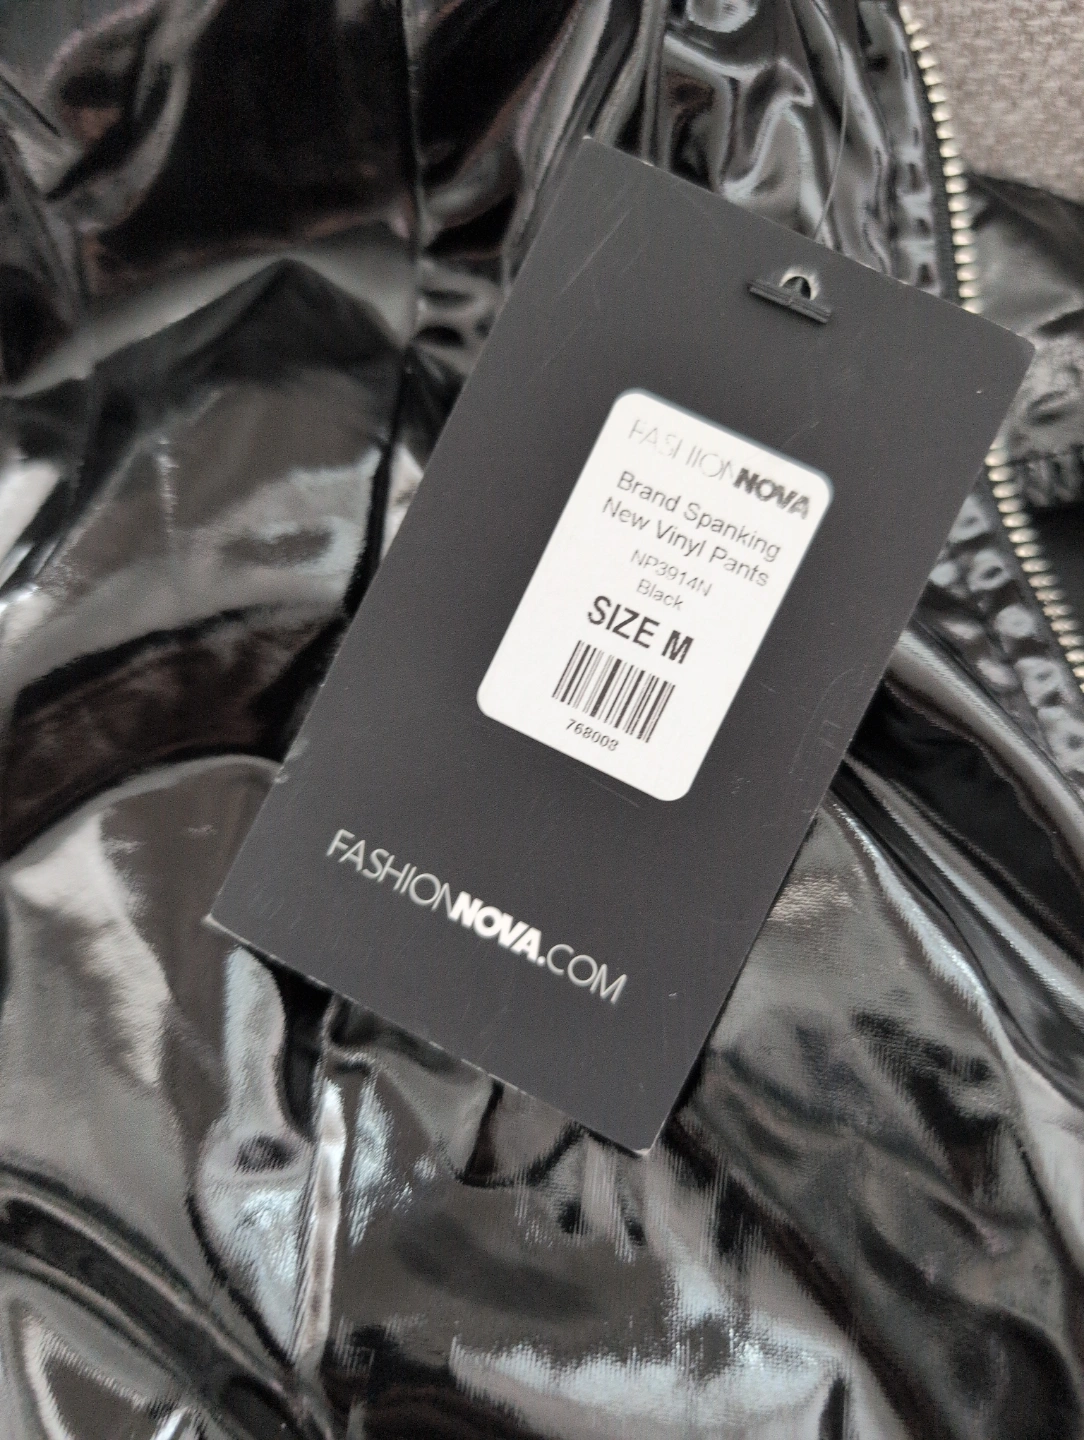 FASHIONNOVA
Brand Spanking
New Vinyl Pants
NP3914N
Black
SIZE M
768008
FASHIONNOVA.COM